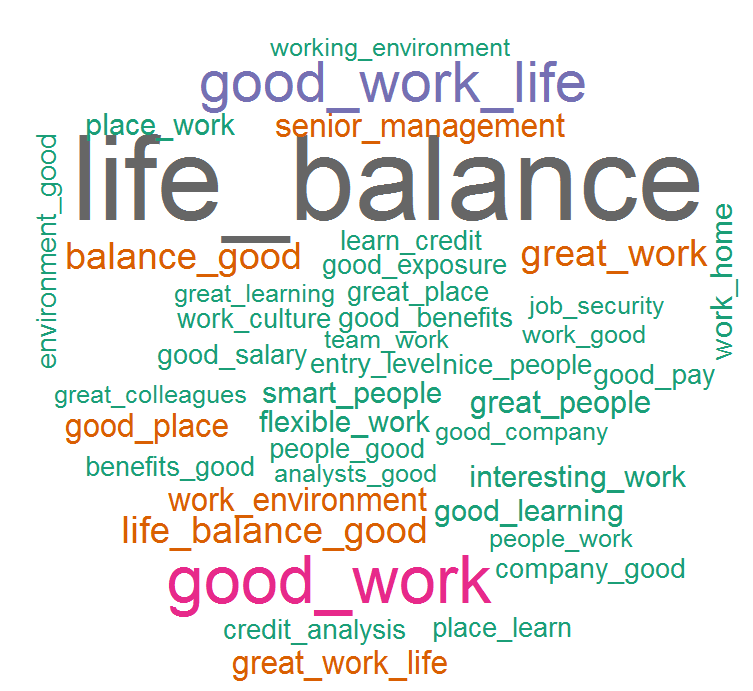 working_environment
good_work_life
place_work
senior_management
environment_good
life_balance
work_home
balance_good
learn_credit
great_work
good_exposure
great_learning
great_place
job_security
work_culture
good_benefits
team_work
work_good
good_salary
entry_level
nice_people
good_pay
great_colleagues
smart_people
great_people
good_place
flexible_work
good_company
people_good
benefits_good
analysts_good
interesting_work
work_environment
good_learning
life_balance_good
people_work
good_work
company_good
credit_analysis
place_learn
great_work_life